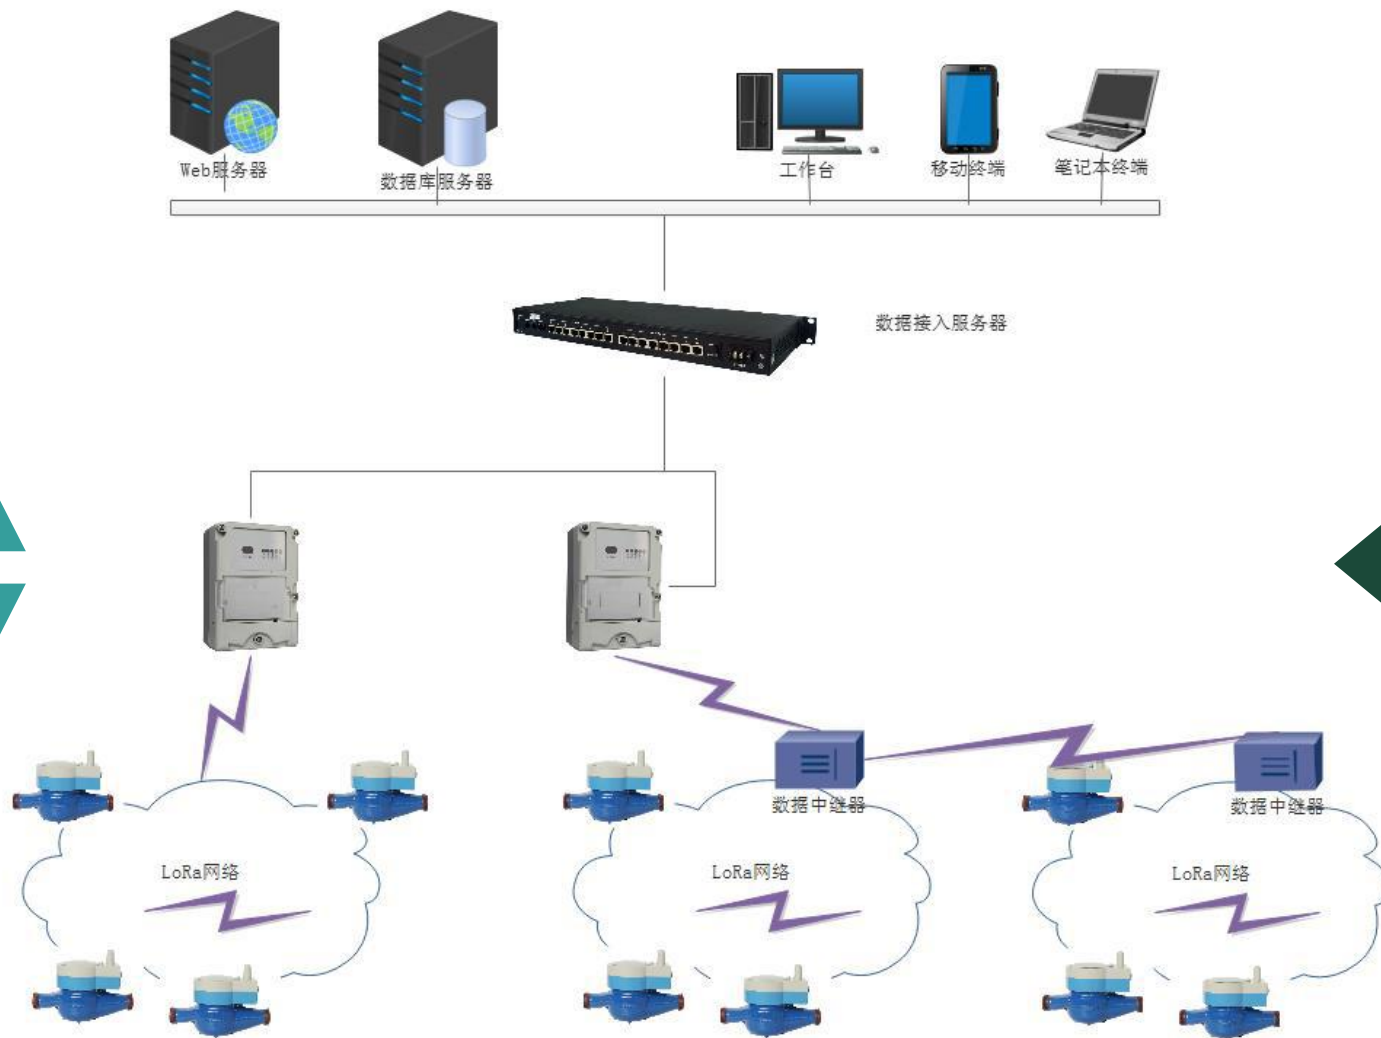 Web服务器
数据库服务器
工作台
移动终端
笔记本终端
数据接入服务器
数据中继器
数据中继器
LoRa网络
LoRa网络
LoRa网络